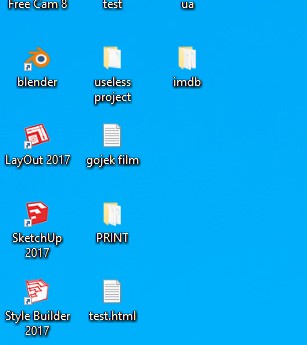 Free Cam 8
test
ua
blender
useless
project
imdb
LayOut 2017
gojek film
SketchUp
2017
PRINT
Style Builder
2017
test.html